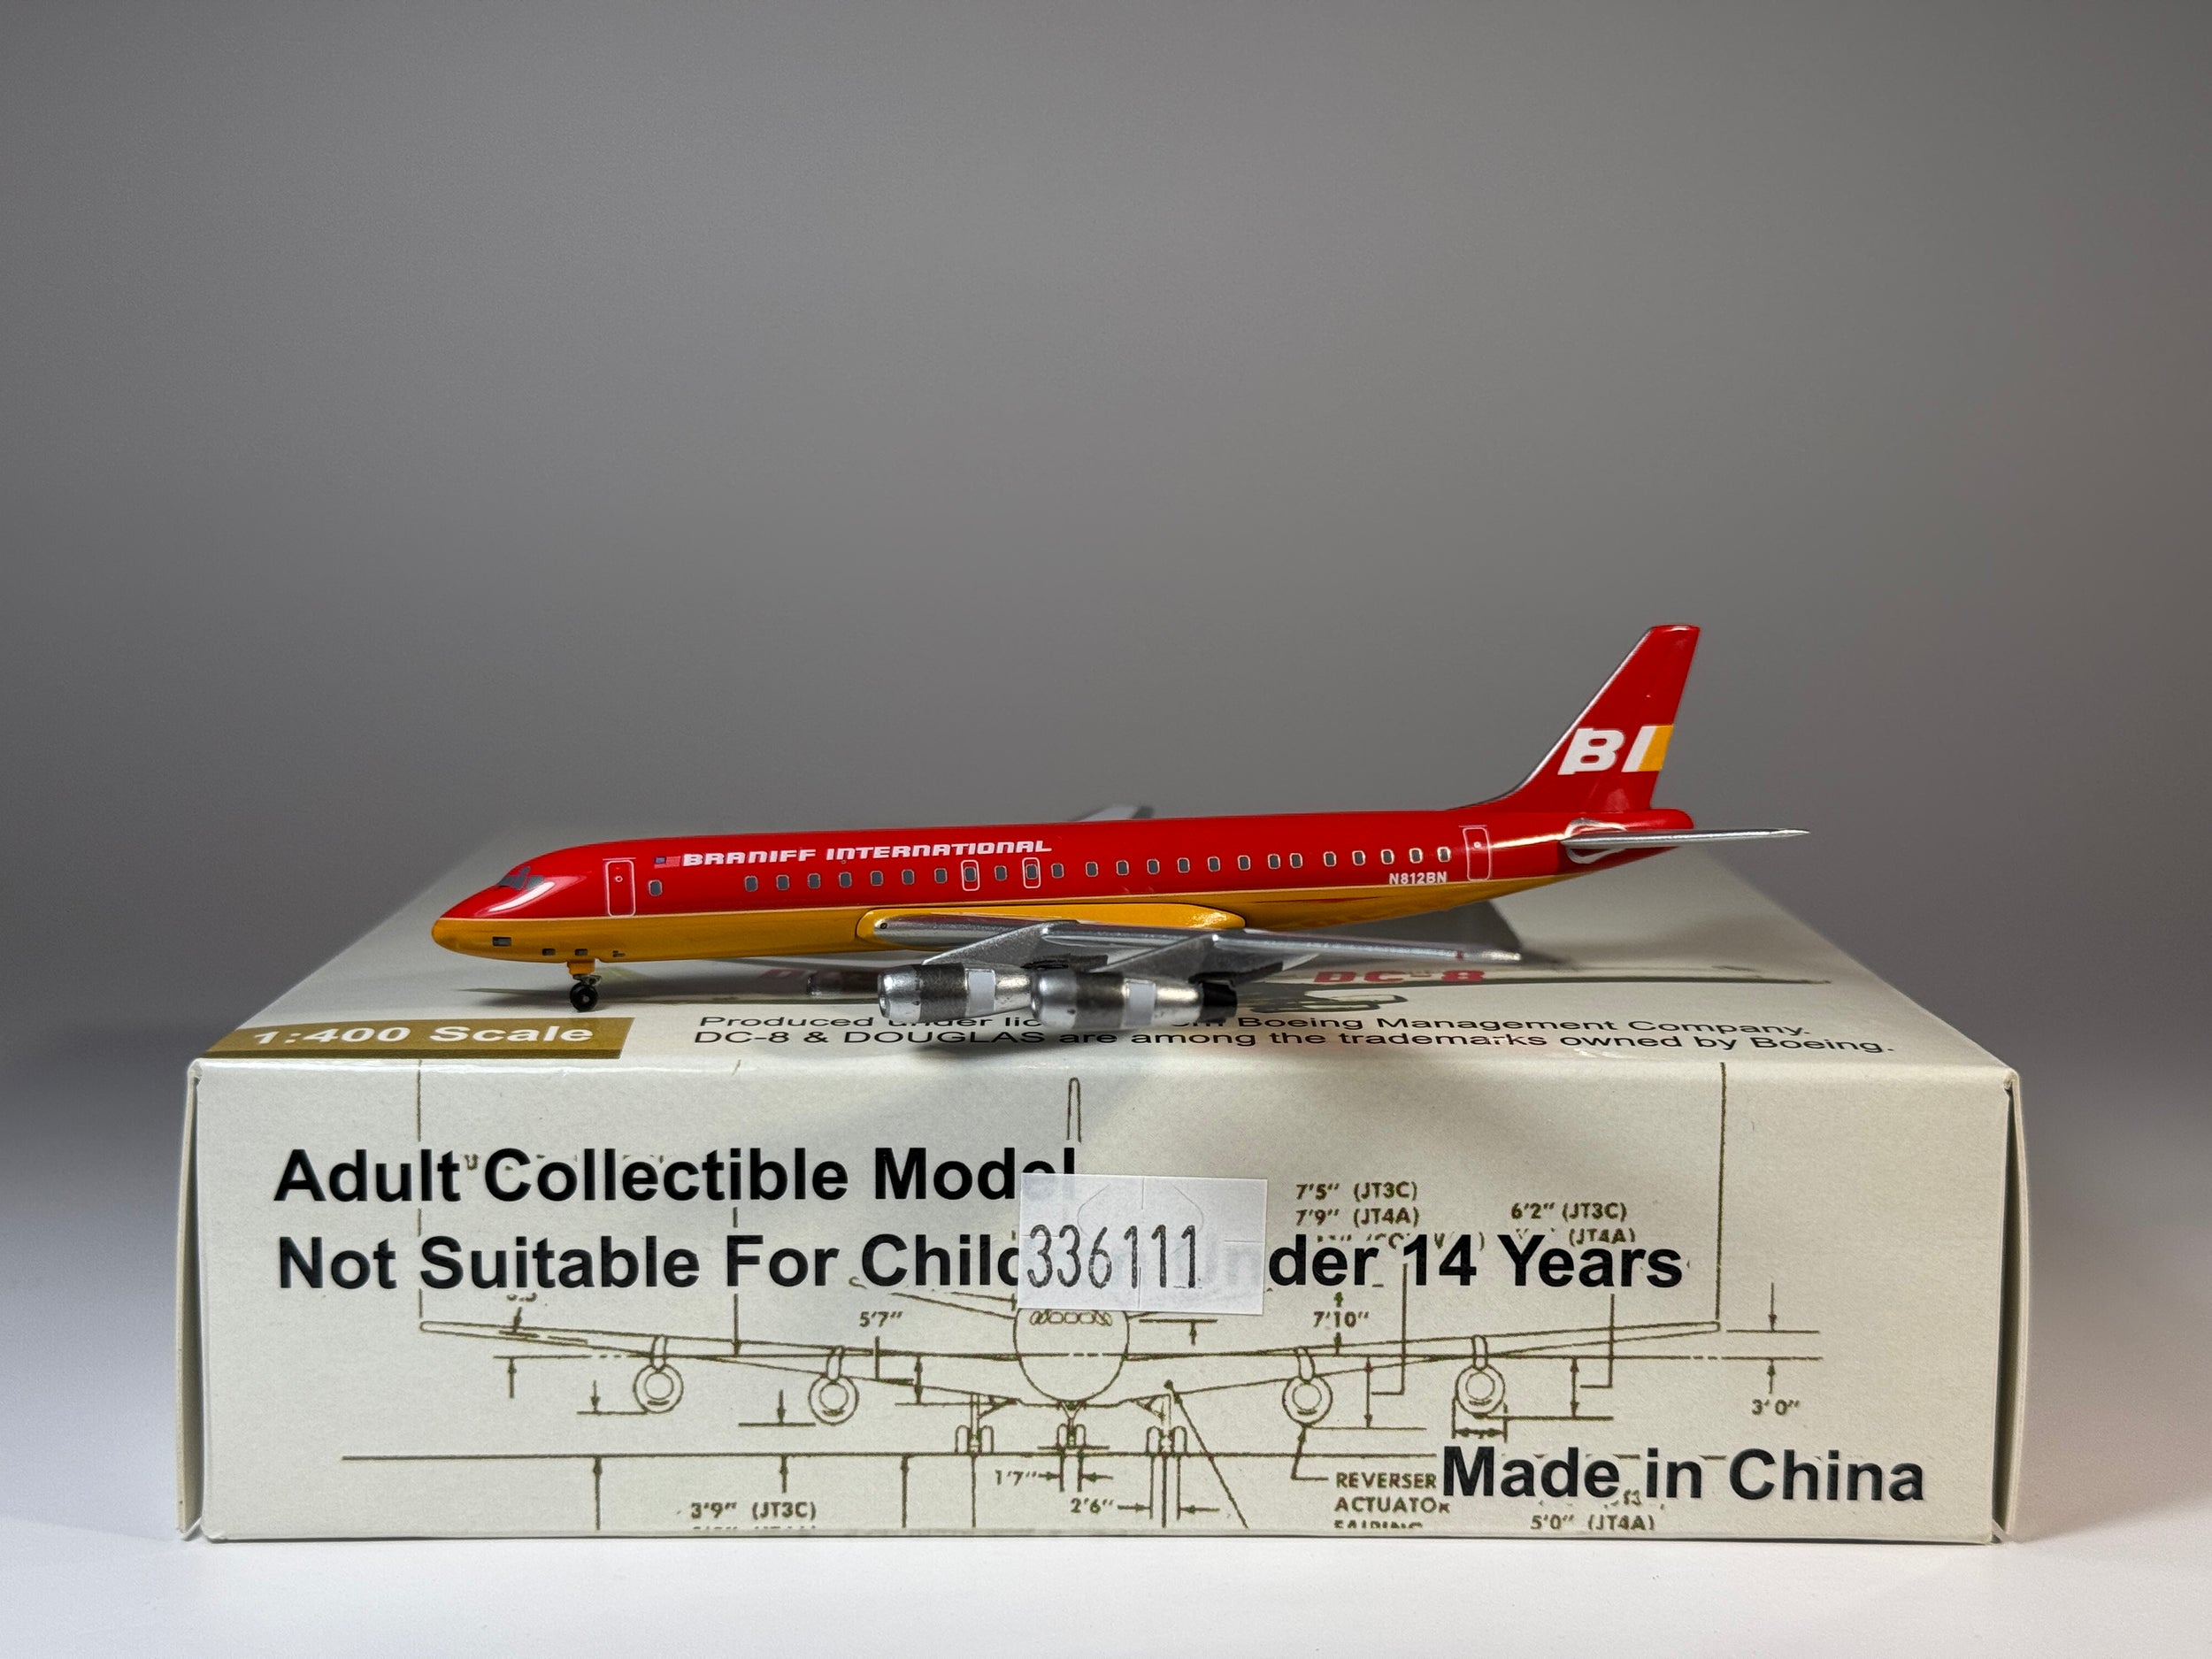 BI
BRANIFF INTERNATIONAL
N812BN
DC-8
1:400 Scale
Produced under Boeing Management Company.
DC-8 & DOUGLAS are among the trademarks owned by Boeing.
Adult Collectible Model
7'5" (JT3C)
7'9" (JT4A)
6'2" (JT3C)
(JT4A)
336111
Not Suitable For 14 Years
5'7"
7'10"
3'0"
1'7"
2'6"
REVERSER
Made in China
3'9" (JT3C)
5'0" (JT4A)